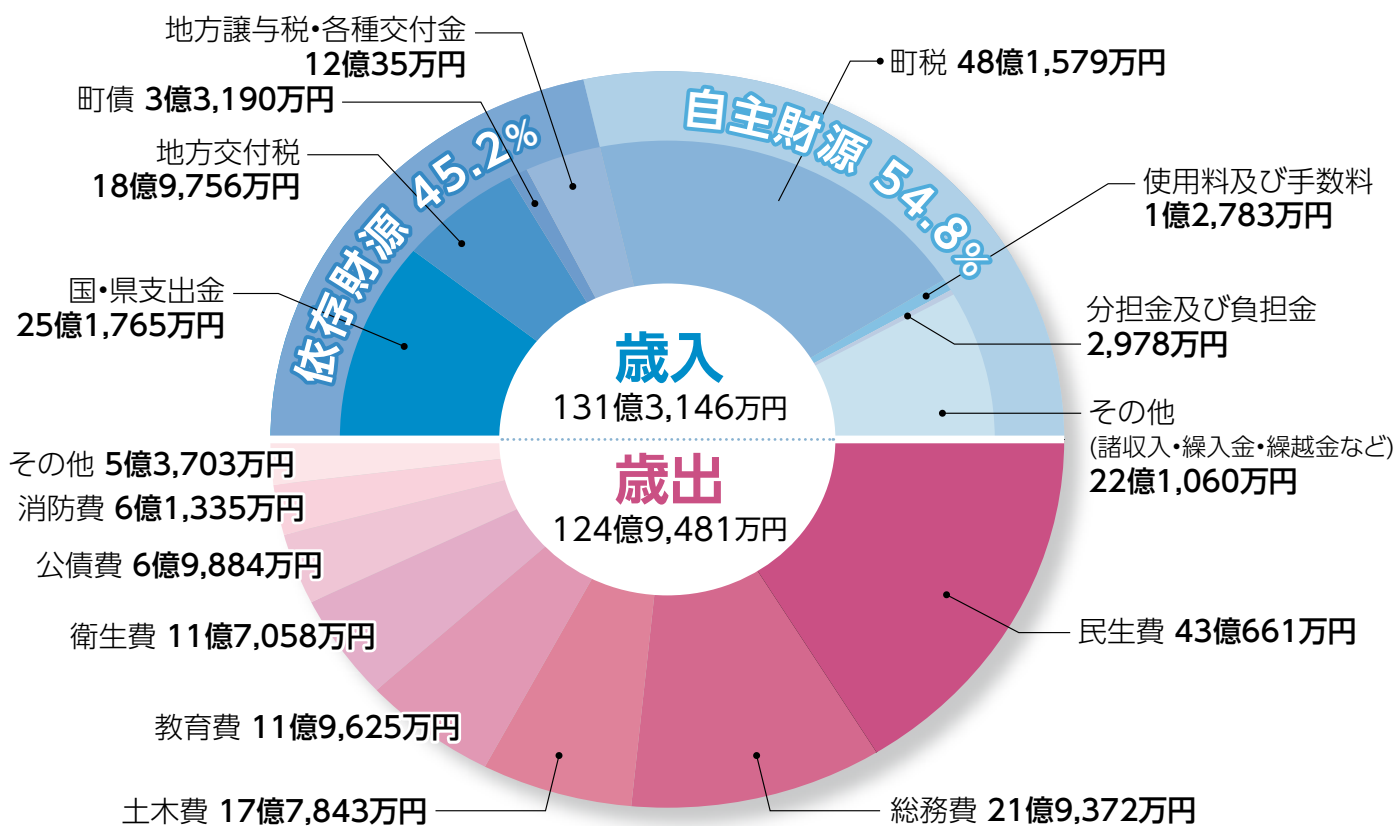 地方譲与税・各種交付金
12億35万円
町債 3億3,190万円
地方交付税
18億9,756万円
国・県支出金
25億1,765万円
依存財源 45.2%
自主財源 54.8%
町税 48億1,579万円
使用料及び手数料
1億2,783万円
分担金及び負担金
2,978万円
その他
(諸収入・繰入金・繰越金など)
22億1,060万円
歳入
131億3,146万円
歳出
124億9,481万円
その他 5億3,703万円
消防費 6億1,335万円
公債費 6億9,884万円
衛生費 11億7,058万円
教育費 11億9,625万円
土木費 17億7,843万円
総務費 21億9,372万円
民生費 43億661万円